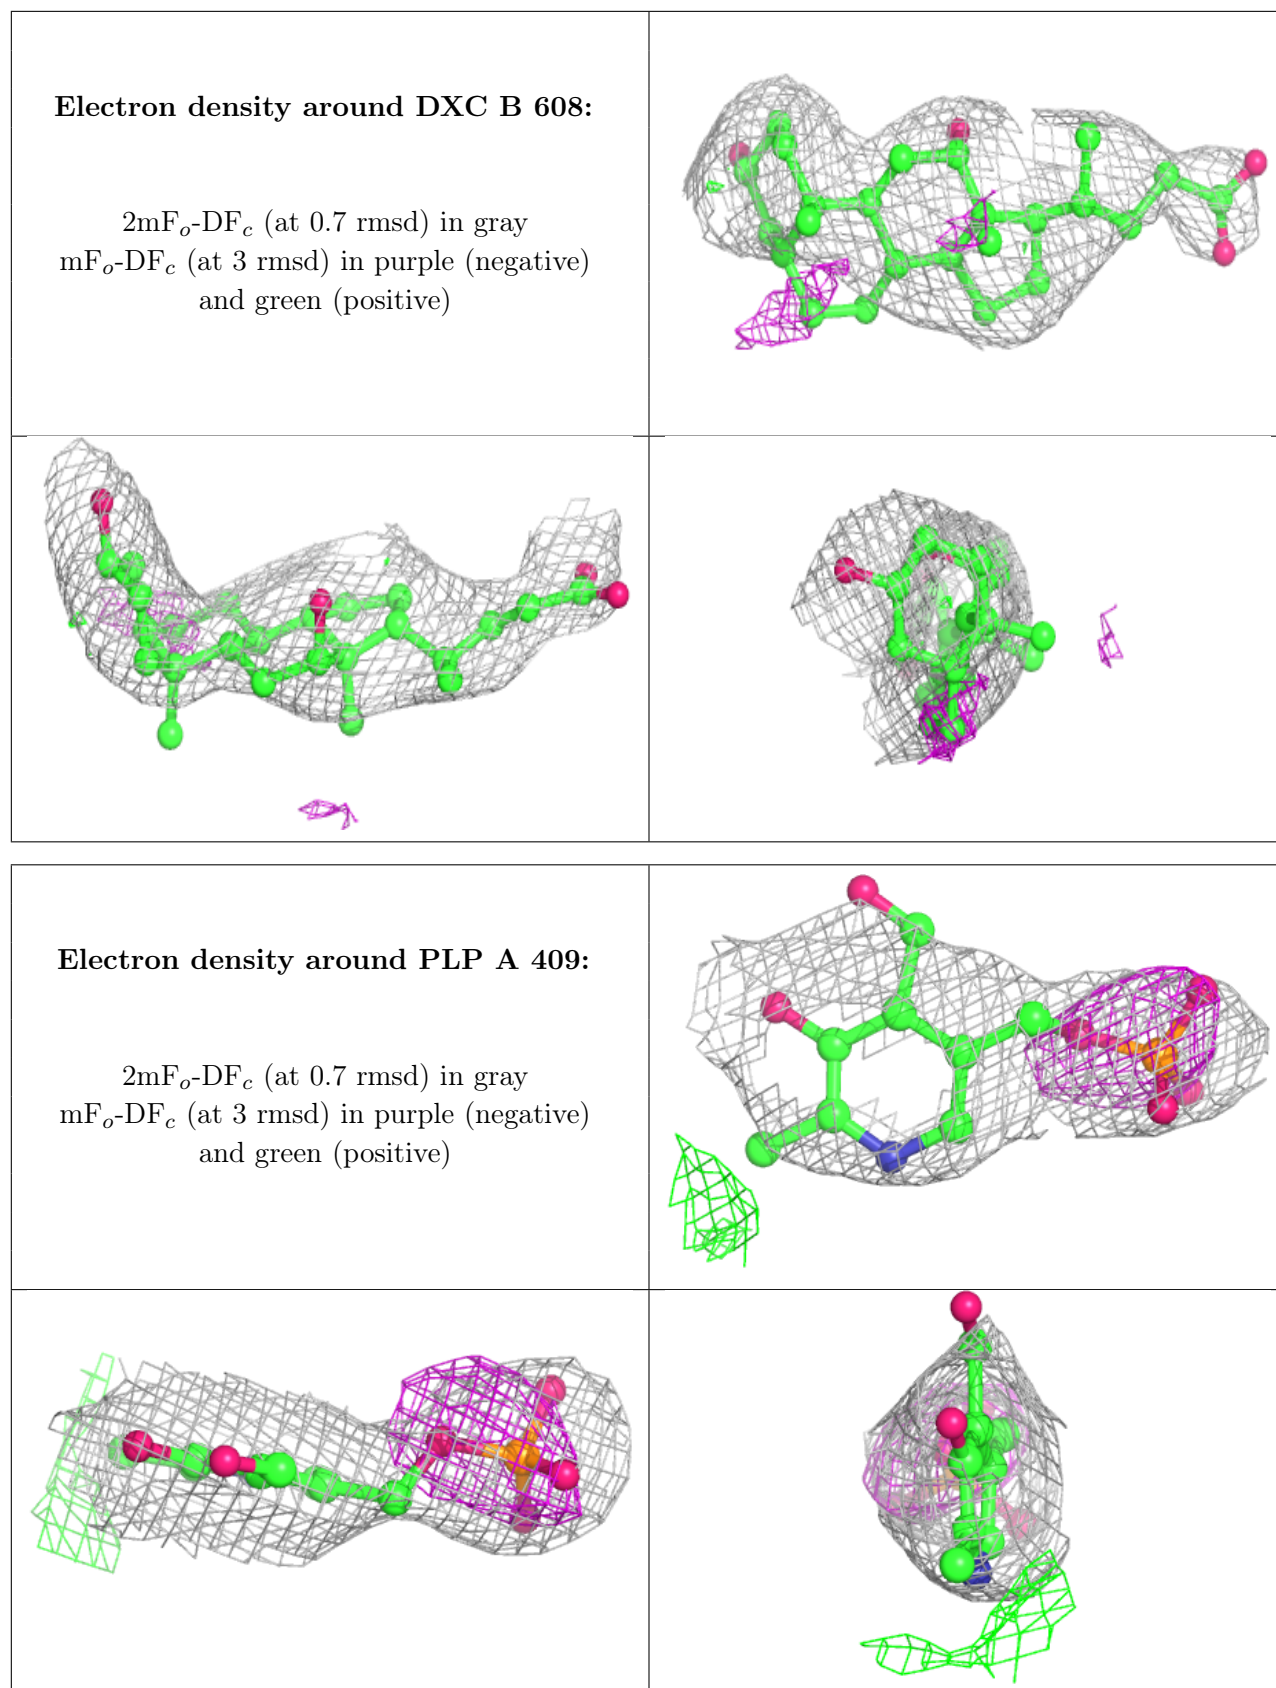 Electron density around DXC B 608:
2mFo-DFc (at 0.7 rmsd) in gray
mFo-DFc (at 3 rmsd) in purple (negative)
and green (positive)
Electron density around PLP A 409:
2mFo-DFc (at 0.7 rmsd) in gray
mFo-DFc (at 3 rmsd) in purple (negative)
and green (positive)